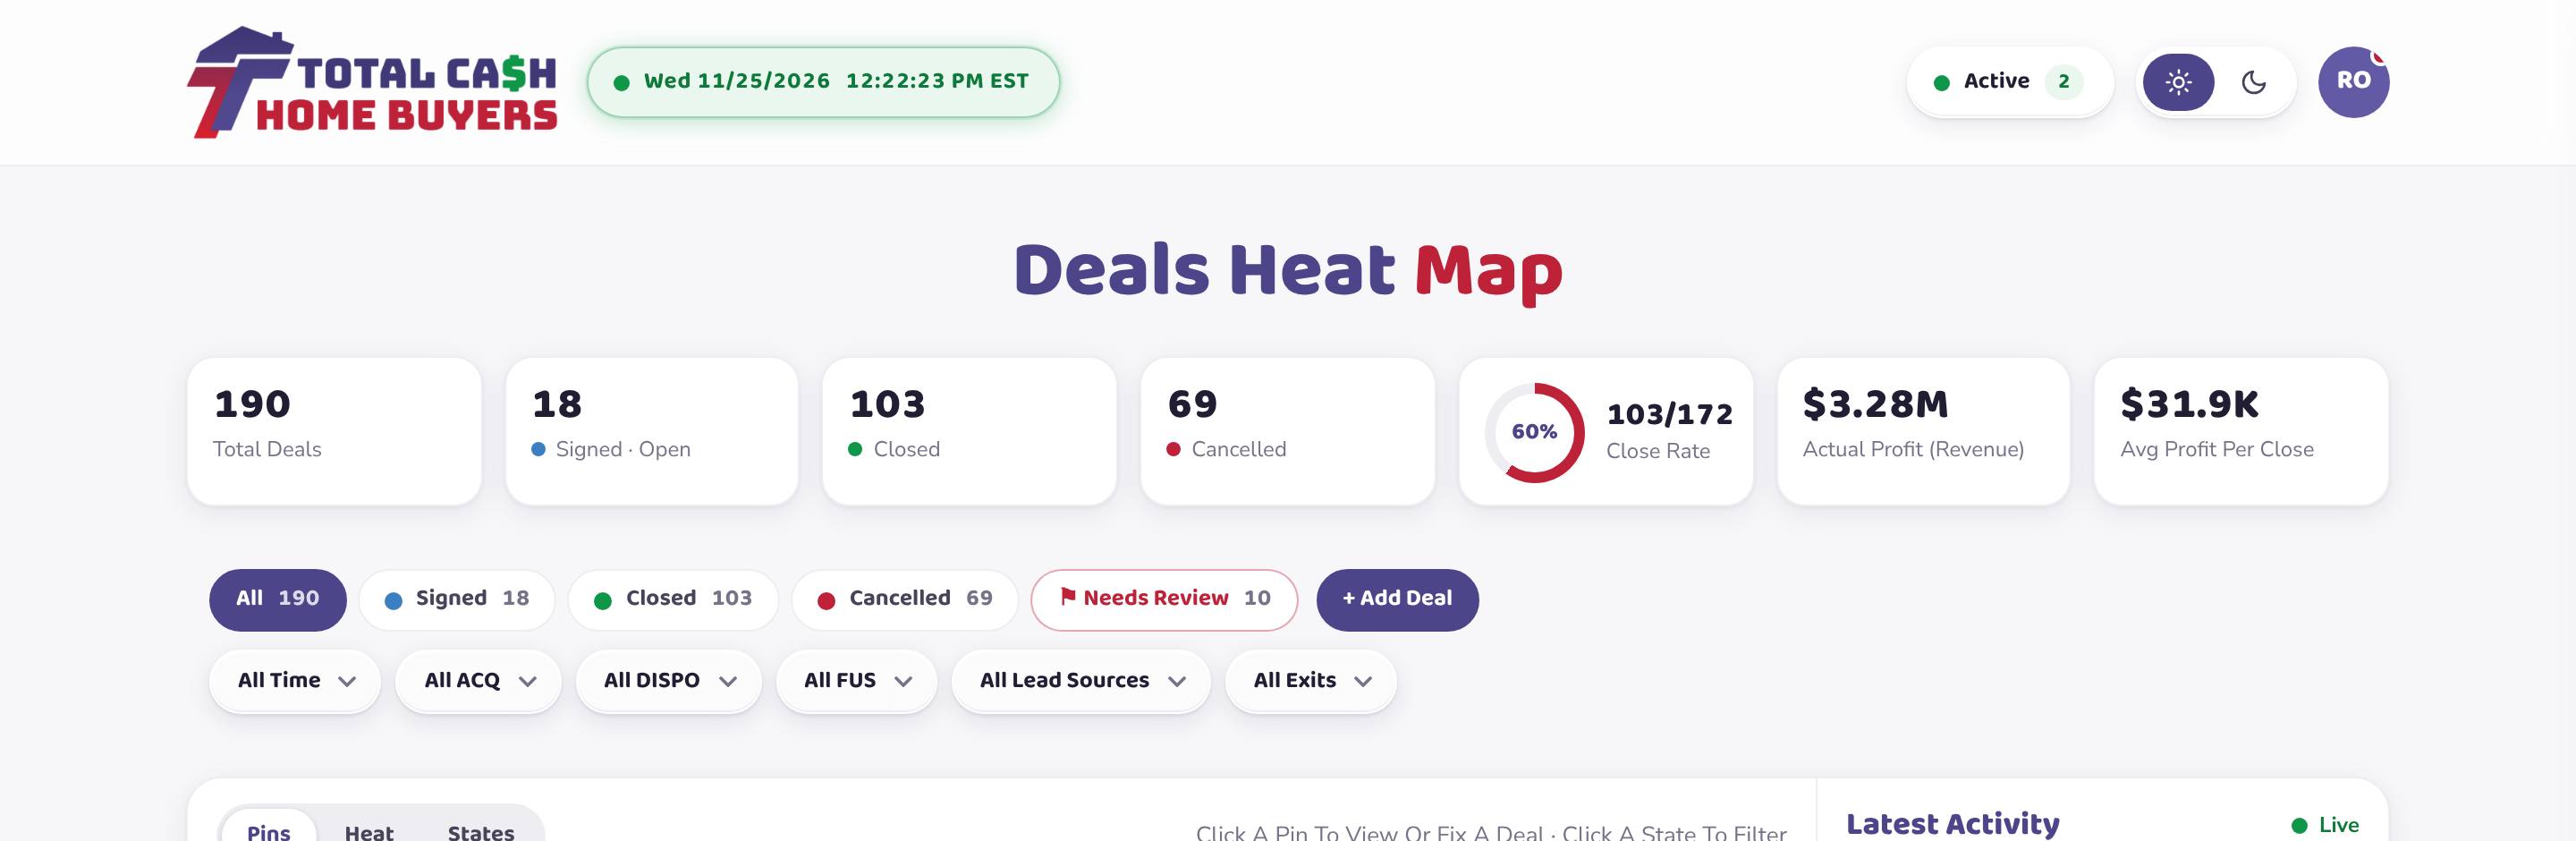 TOTAL CA$H
HOME BUYERS
Wed 11/25/2026 12:22:23 PM EST
Active 2
RO
Deals Heat Map
190
Total Deals
18
Signed · Open
103
Closed
69
Cancelled
60%
103/172
Close Rate
$3.28M
Actual Profit (Revenue)
$31.9K
Avg Profit Per Close
All 190
Signed 18
Closed 103
Cancelled 69
Needs Review 10
+ Add Deal
All Time
All ACQ
All DISPO
All FUS
All Lead Sources
All Exits
Pins
Heat
States
Click A Pin To View Or Fix A Deal · Click A State To Filter
Latest Activity
Live